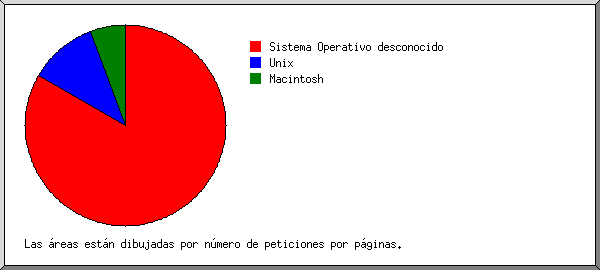 Sistema Operativo desconocido
Unix
Macintosh
Las áreas están dibujadas por número de peticiones por páginas.